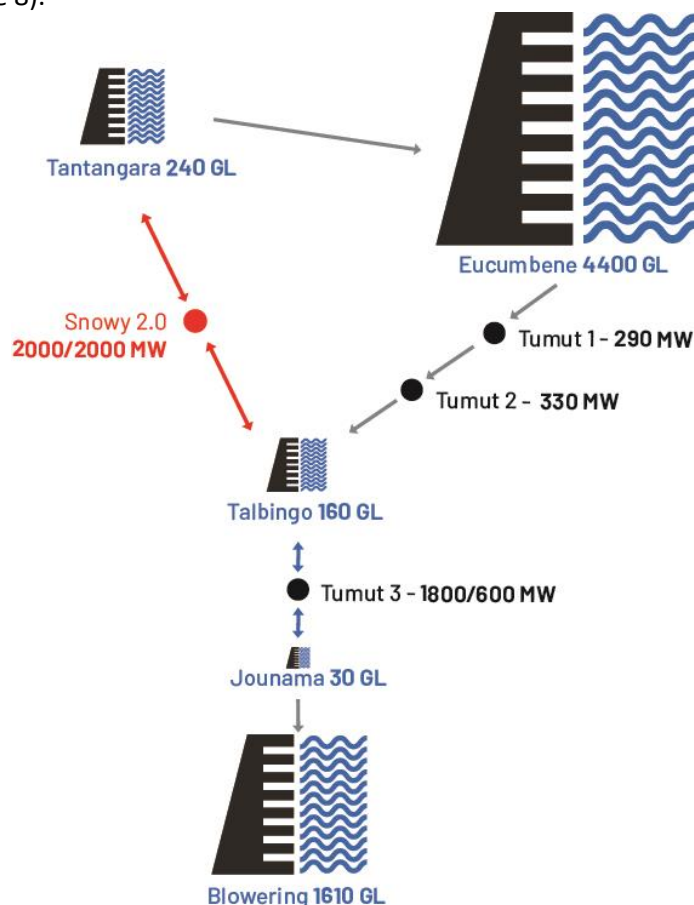 8).
Tantangara 240 GL
Eucumbene 4400 GL
Snowy 2.0
2000/2000 MW
Tumut 1 - 290 MW
Tumut 2 - 330 MW
Talbingo 160 GL
Tumut 3 - 1800/600 MW
Jounama 30 GL
Blowering 1610 GL